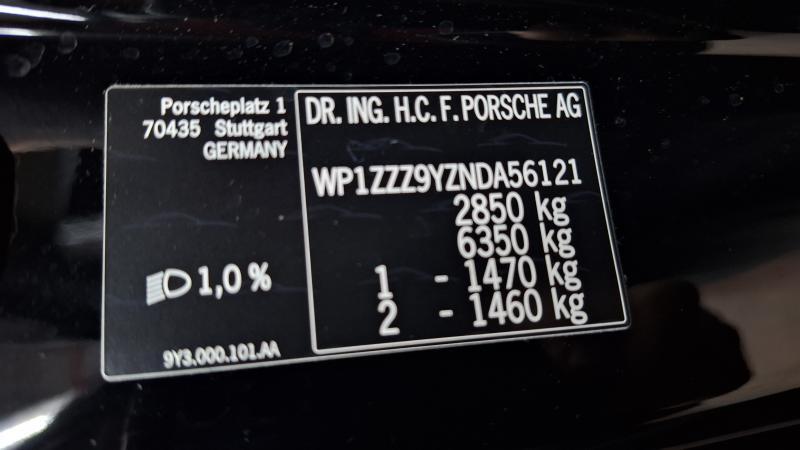 Porscheplatz 1
70435 Stuttgart
GERMANY
1,0 %
9Y3.000.101.AA
DR. ING. H.C. F. PORSCHE AG
WP1ZZZ9YZNDA56121
2850 kg
6350 kg
1 - 1470 kg
2 - 1460 kg